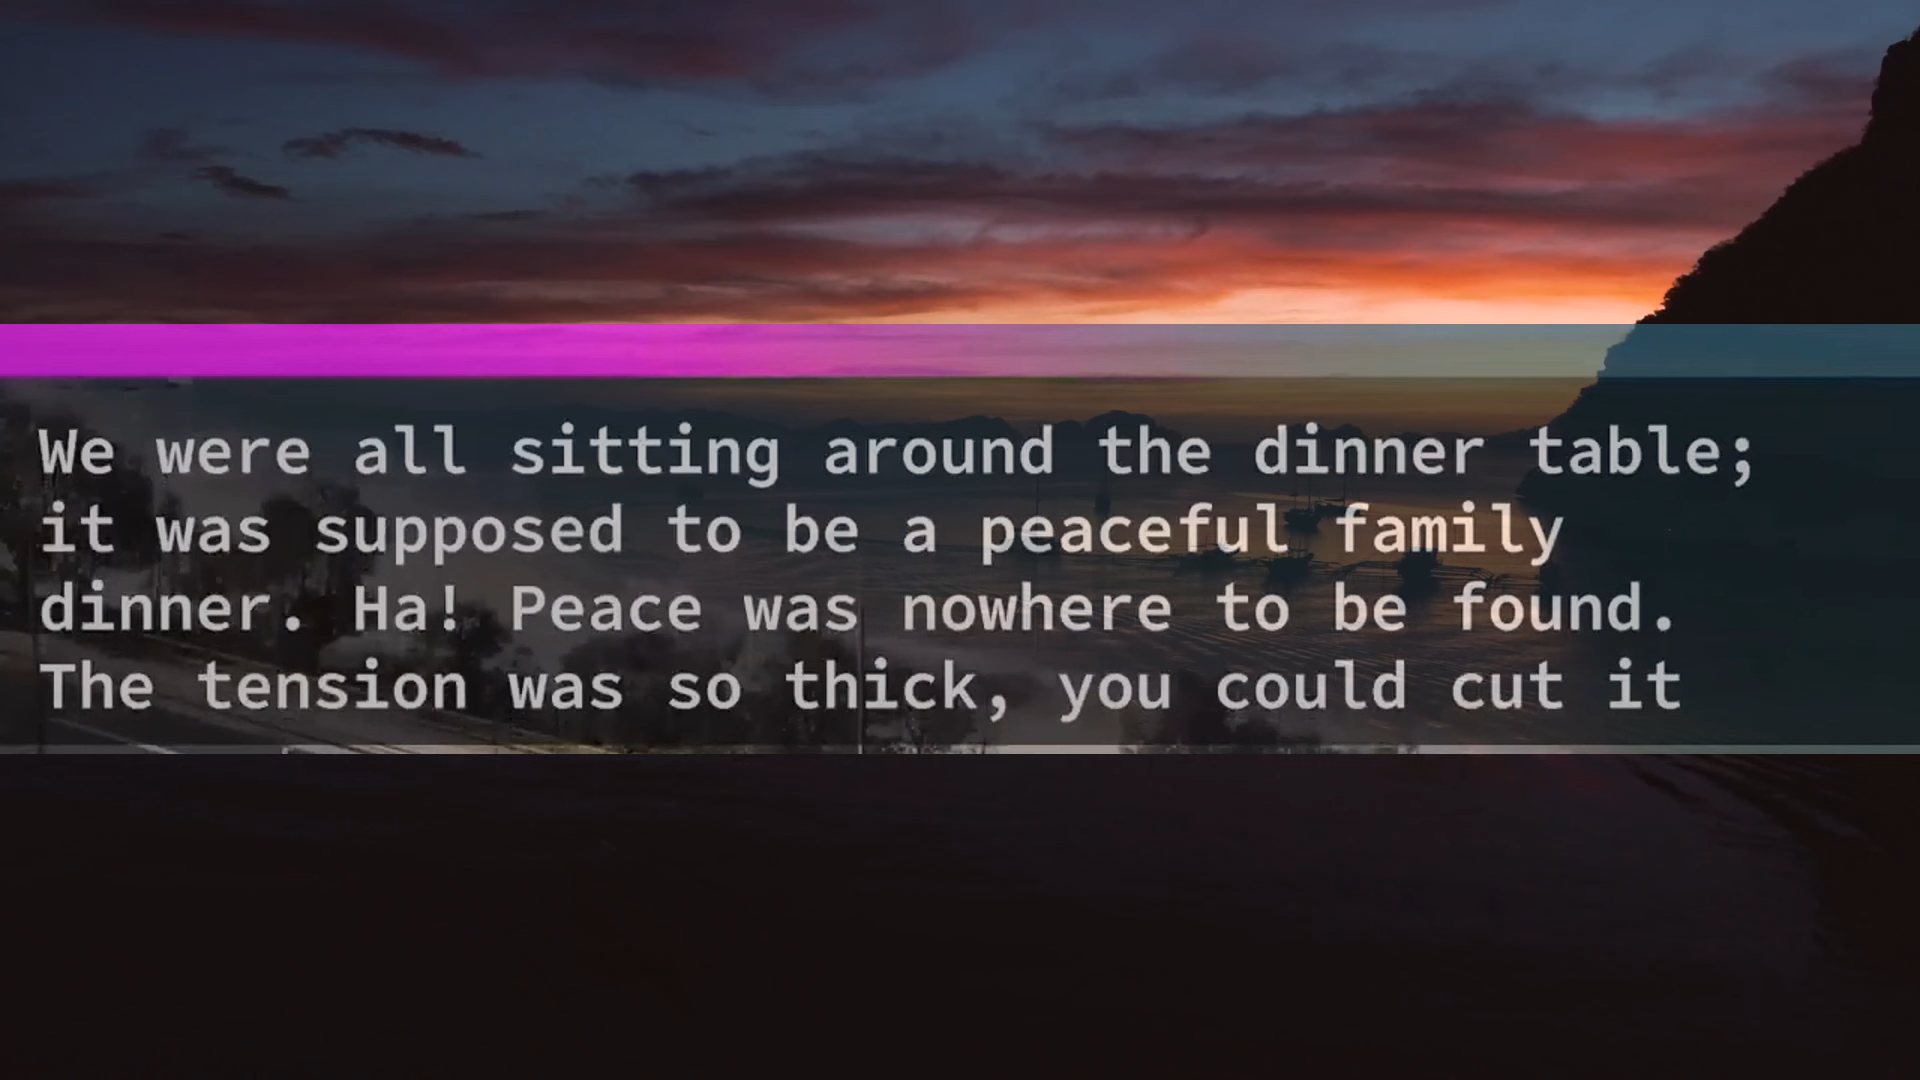 We were all sitting around the dinner table;
it was supposed to be a peaceful family
dinner. Ha! Peace was nowhere to be found.
The tension was so thick, you could cut it